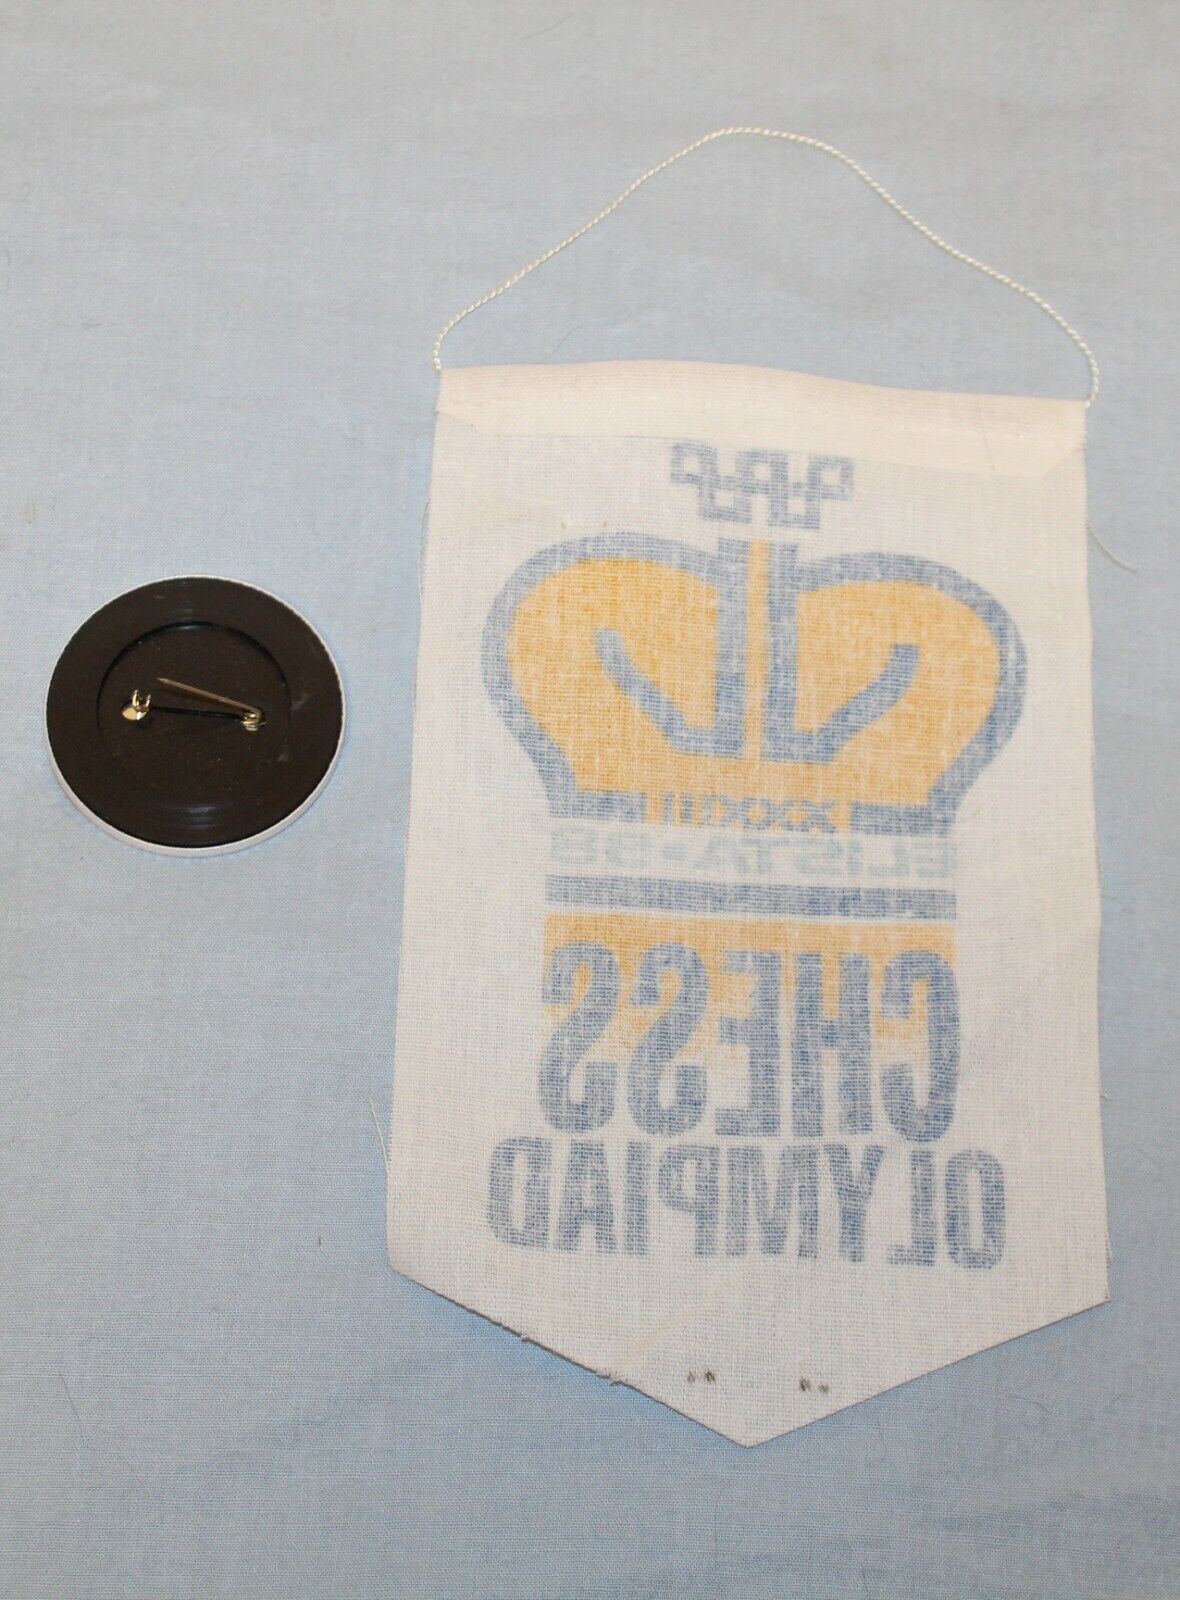 XXXIII
ELISTA-98
CHESS
OLYMPIAD